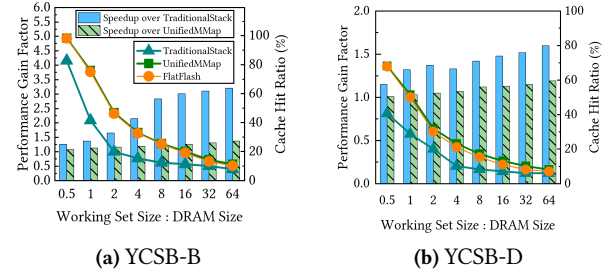 Speedup over TraditionalStack
Speedup over UnifiedMMap
TraditionalStack
UnifiedMMap
FlatFlash
Performance Gain Factor
6.0
5.5
5.0
4.5
4.0
3.5
3.0
2.5
2.0
1.5
1.0
0.5
0.0
100
80
60
40
20
0
Cache Hit Ratio (%)
0.5 1 2 4 8 16 32 64
Working Set Size : DRAM Size
(a) YCSB-B
Performance Gain Factor
2.0
1.5
1.0
0.5
0.0
80
60
40
20
0
Cache Hit Ratio (%)
0.5 1 2 4 8 16 32 64
Working Set Size : DRAM Size
(b) YCSB-D